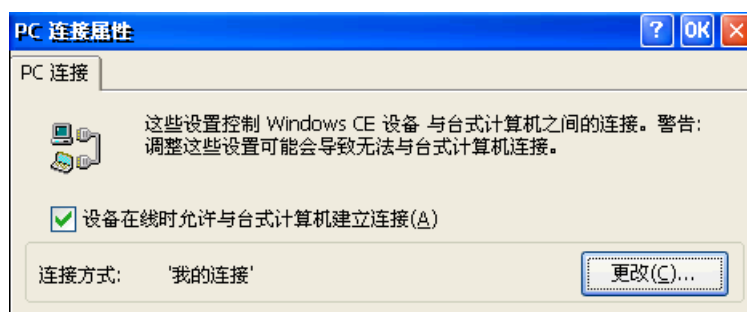 PC 连接属性 ? OK ×
PC 连接
这些设置控制 Windows CE 设备 与台式计算机之间的连接。警告:
调整这些设置可能会导致无法与台式计算机连接。
设备在线时允许与台式计算机建立连接(A)
连接方式: '我的连接' 更改(C)...